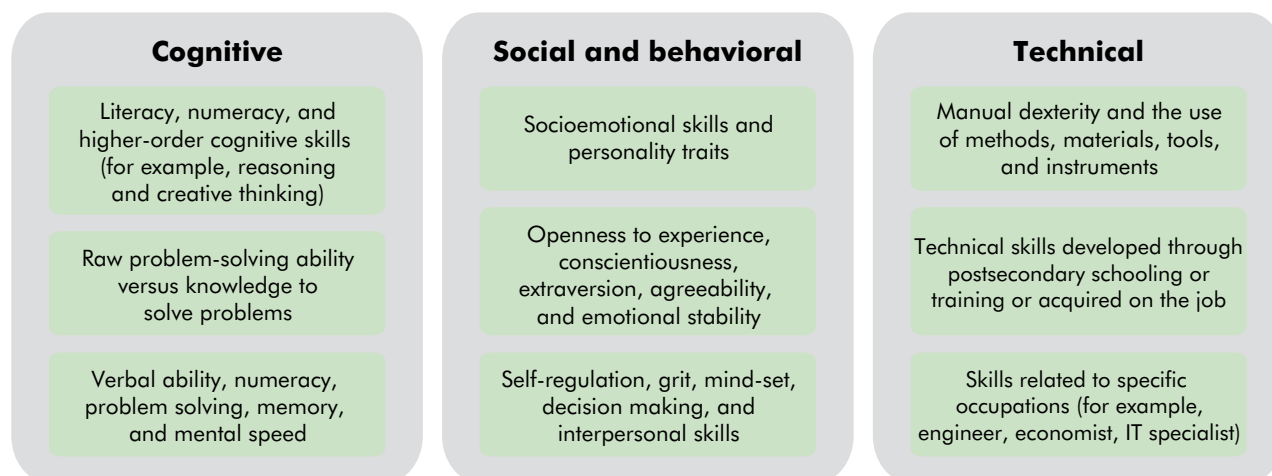 Cognitive
Literacy, numeracy, and
higher-order cognitive skills
(for example, reasoning
and creative thinking)
Raw problem-solving ability
versus knowledge to
solve problems
Verbal ability, numeracy,
problem solving, memory,
and mental speed
Social and behavioral
Socioemotional skills and
personality traits
Openness to experience,
conscientiousness,
extraversion, agreeability,
and emotional stability
Self-regulation, grit, mind-set,
decision making, and
interpersonal skills
Technical
Manual dexterity and the use
of methods, materials, tools,
and instruments
Technical skills developed through
postsecondary schooling or
training or acquired on the job
Skills related to specific
occupations (for example,
engineer, economist, IT specialist)